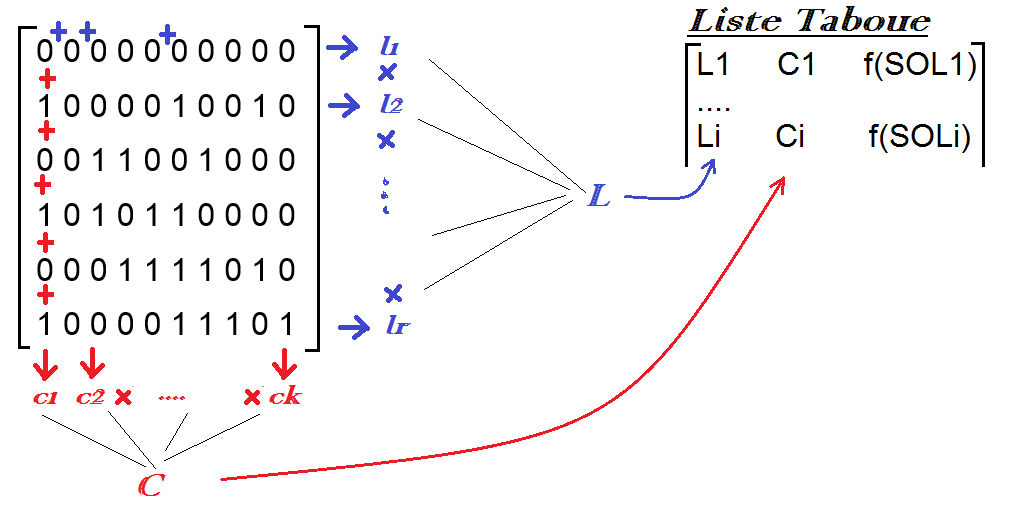 Liste Taboue
+ + +
0 0 0 0 0 0 0 0 0 0 → l1
L1 C1 f(SOL1)
+ ×
1 0 0 0 0 1 0 0 1 0 → l2
....
+ ×
0 0 1 1 0 0 1 0 0 0
Li Ci f(SOLi)
+
1 0 1 0 1 1 0 0 0 0
L
+
0 0 0 1 1 1 1 0 1 0
+ ×
1 0 0 0 0 1 1 1 0 1 → lr
c1 c2 × .... × ck
C